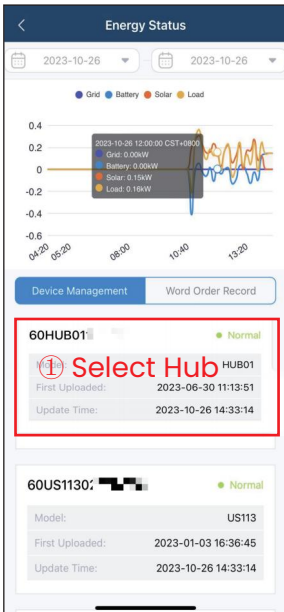 Energy Status
2023-10-26 - 2023-10-26
Grid Battery Solar Load
0.4
0.2
0
-0.2
-0.4
-0.6
2023-10-26 12:00:00 CST+0800
Grid: 0.00kW
Battery: 0.00kW
Solar: 0.15kW
Load: 0.16kW
04:20 05:20 08:00 10:40 13:20
Device Management Word Order Record
60HUB01 Normal
Model: HUB01
① Select Hub
First Uploaded: 2023-06-30 11:13:51
Update Time: 2023-10-26 14:33:14
60US11302 Normal
Model: US113
First Uploaded: 2023-01-03 16:36:45
Update Time: 2023-10-26 14:33:14